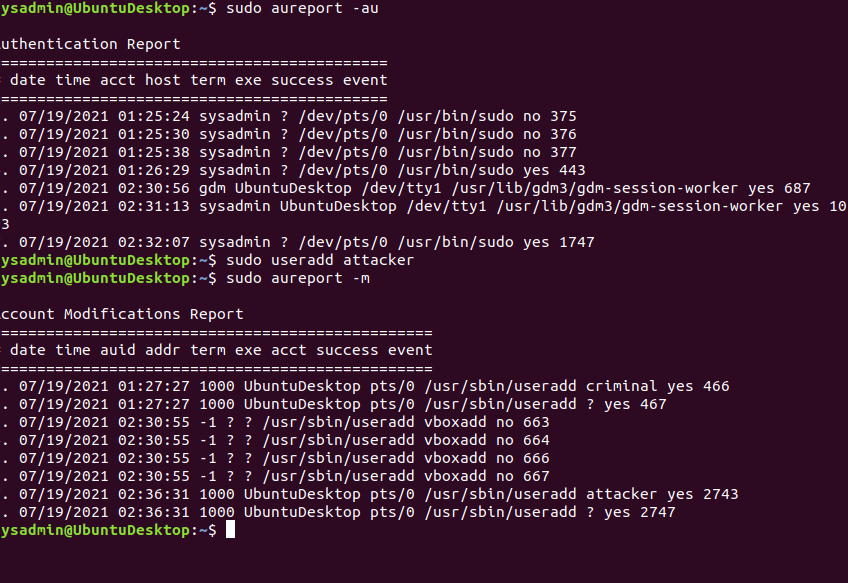 ysadmin@UbuntuDesktop:~$ sudo aureport -au
uthentication Report
===========================================
date time acct host term exe success event
===========================================
. 07/19/2021 01:25:24 sysadmin ? /dev/pts/0 /usr/bin/sudo no 375
. 07/19/2021 01:25:30 sysadmin ? /dev/pts/0 /usr/bin/sudo no 376
. 07/19/2021 01:25:38 sysadmin ? /dev/pts/0 /usr/bin/sudo no 377
. 07/19/2021 01:26:29 sysadmin ? /dev/pts/0 /usr/bin/sudo yes 443
. 07/19/2021 02:30:56 gdm UbuntuDesktop /dev/tty1 /usr/lib/gdm3/gdm-session-worker yes 687
. 07/19/2021 02:31:13 sysadmin UbuntuDesktop /dev/tty1 /usr/lib/gdm3/gdm-session-worker yes 10
3
. 07/19/2021 02:32:07 sysadmin ? /dev/pts/0 /usr/bin/sudo yes 1747
ysadmin@UbuntuDesktop:~$ sudo useradd attacker
ysadmin@UbuntuDesktop:~$ sudo aureport -m
ccount Modifications Report
================================================
date time auid addr term exe acct success event
================================================
. 07/19/2021 01:27:27 1000 UbuntuDesktop pts/0 /usr/sbin/useradd criminal yes 466
. 07/19/2021 01:27:27 1000 UbuntuDesktop pts/0 /usr/sbin/useradd ? yes 467
. 07/19/2021 02:30:55 -1 ? ? /usr/sbin/useradd vboxadd no 663
. 07/19/2021 02:30:55 -1 ? ? /usr/sbin/useradd vboxadd no 664
. 07/19/2021 02:30:55 -1 ? ? /usr/sbin/useradd vboxadd no 666
. 07/19/2021 02:30:55 -1 ? ? /usr/sbin/useradd vboxadd no 667
. 07/19/2021 02:36:31 1000 UbuntuDesktop pts/0 /usr/sbin/useradd attacker yes 2743
. 07/19/2021 02:36:31 1000 UbuntuDesktop pts/0 /usr/sbin/useradd ? yes 2747
ysadmin@UbuntuDesktop:~$